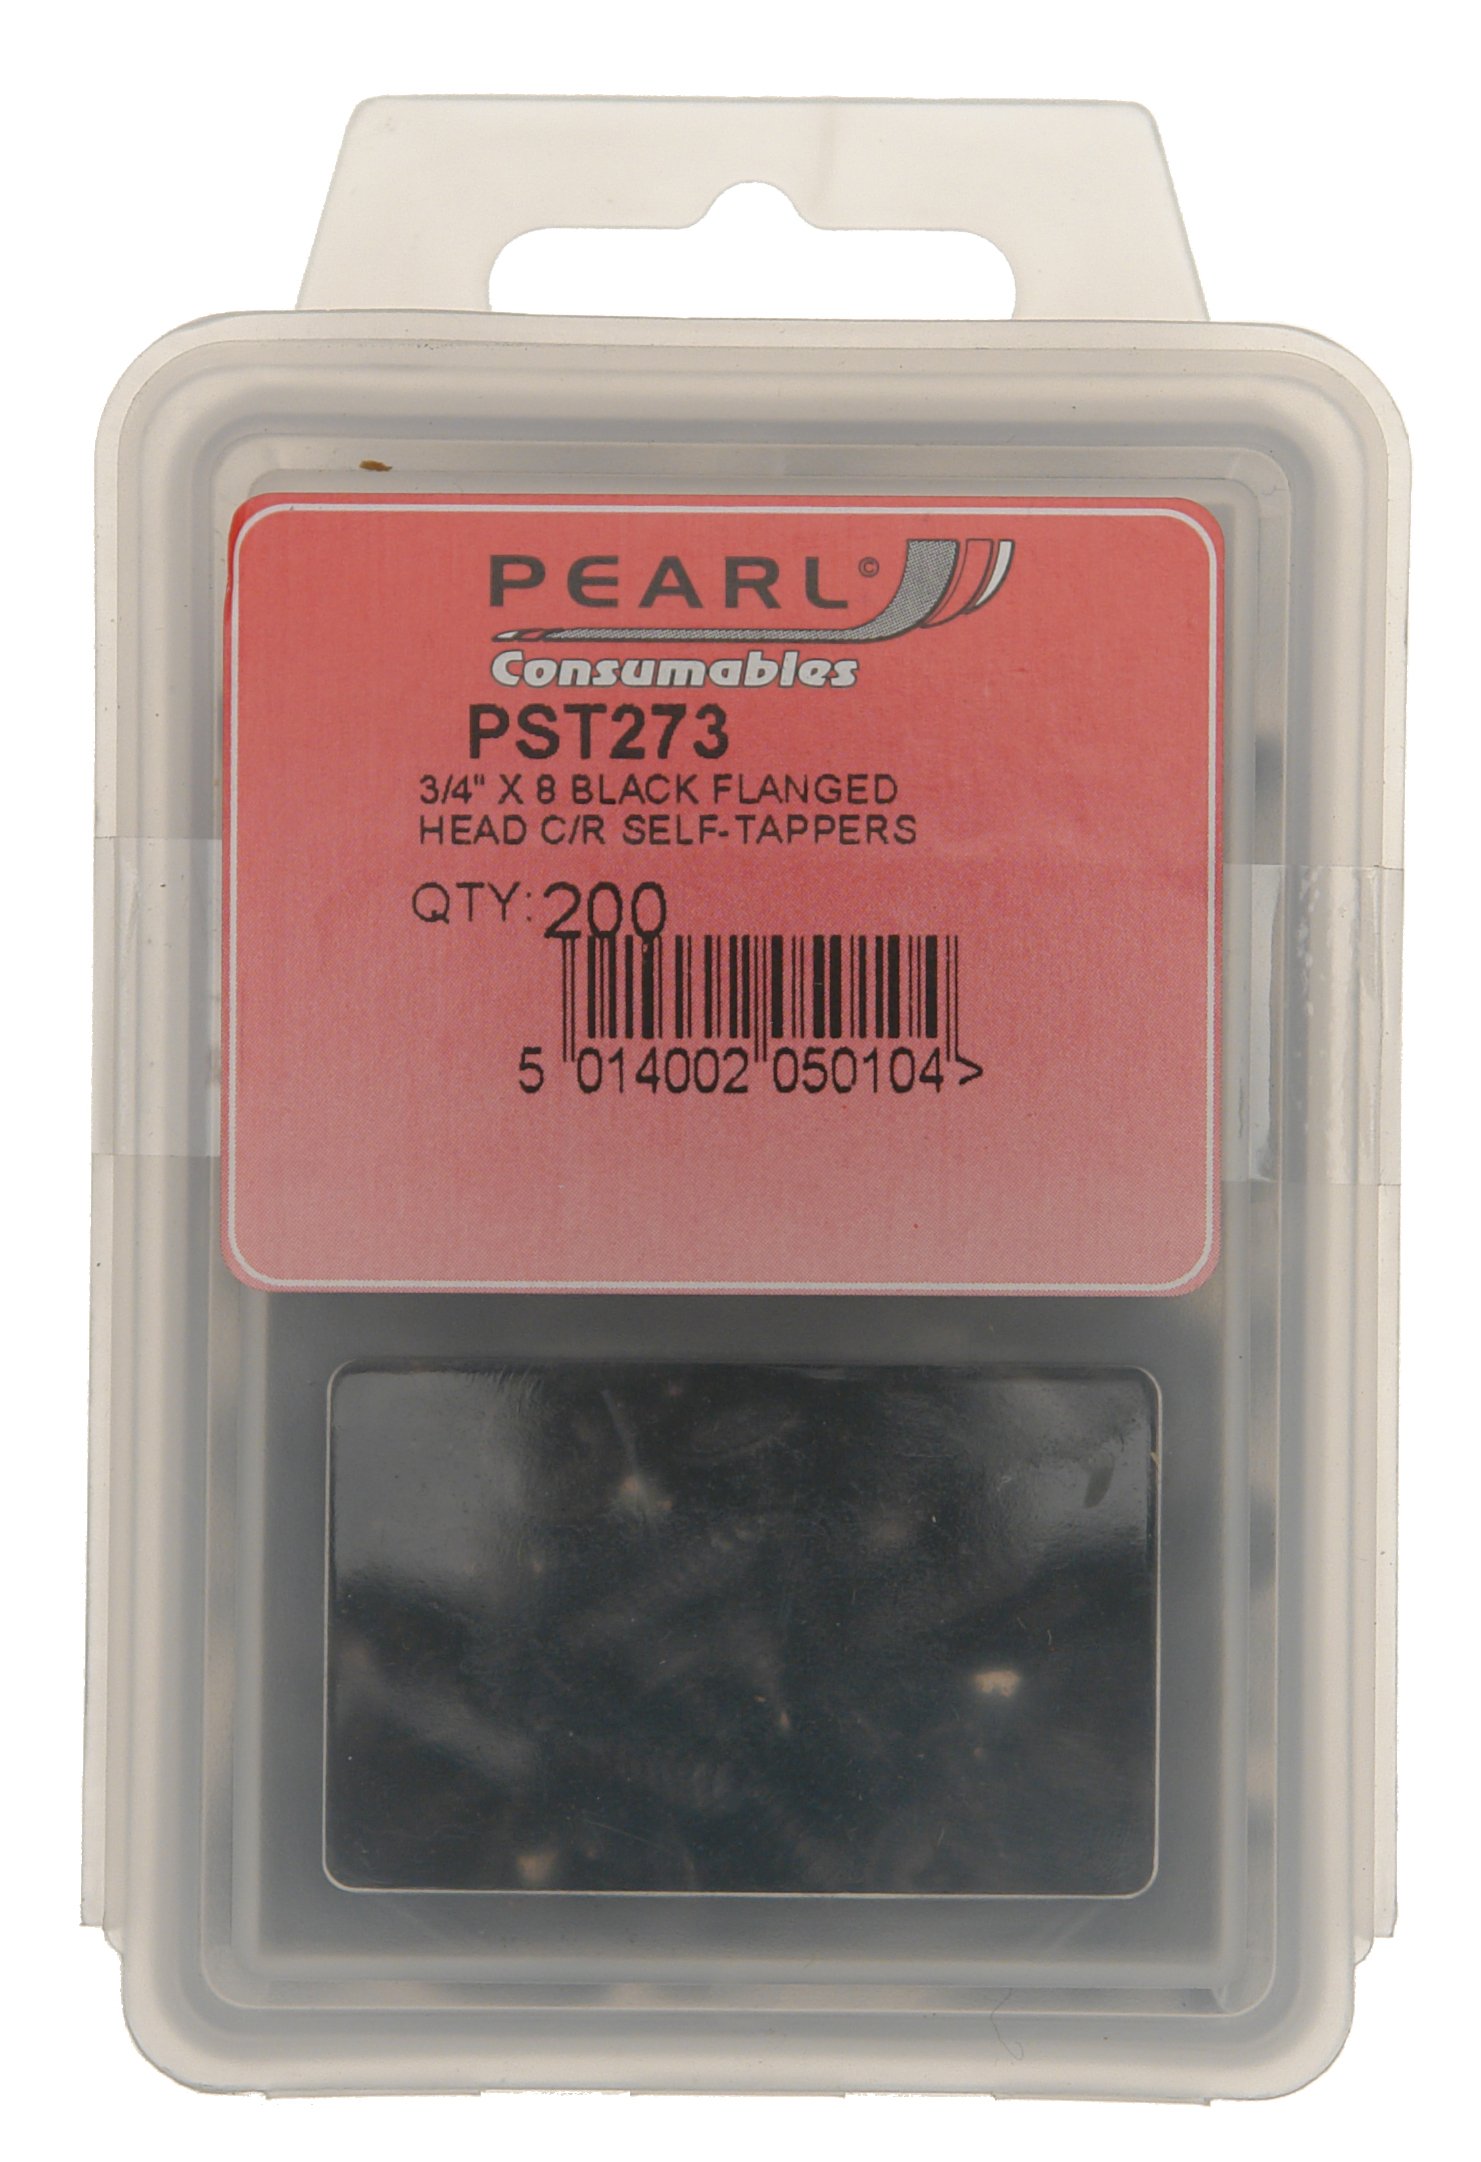 PEARL©
Consumables
PST273
3/4" X 8 BLACK FLANGED
HEAD C/R SELF-TAPPERS
QTY: 200
5 014002 050104 >